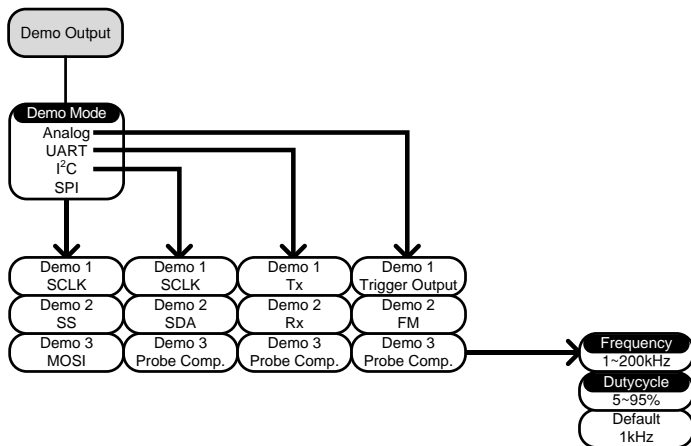 Demo Output
Demo Mode
Analog
UART
I²C
SPI
Demo 1
SCLK
Demo 2
SS
Demo 3
MOSI
Demo 1
SCLK
Demo 2
SDA
Demo 3
Probe Comp.
Demo 1
Tx
Demo 2
Rx
Demo 3
Probe Comp.
Demo 1
Trigger Output
Demo 2
FM
Demo 3
Probe Comp.
Frequency
1~200kHz
Dutycycle
5~95%
Default
1kHz